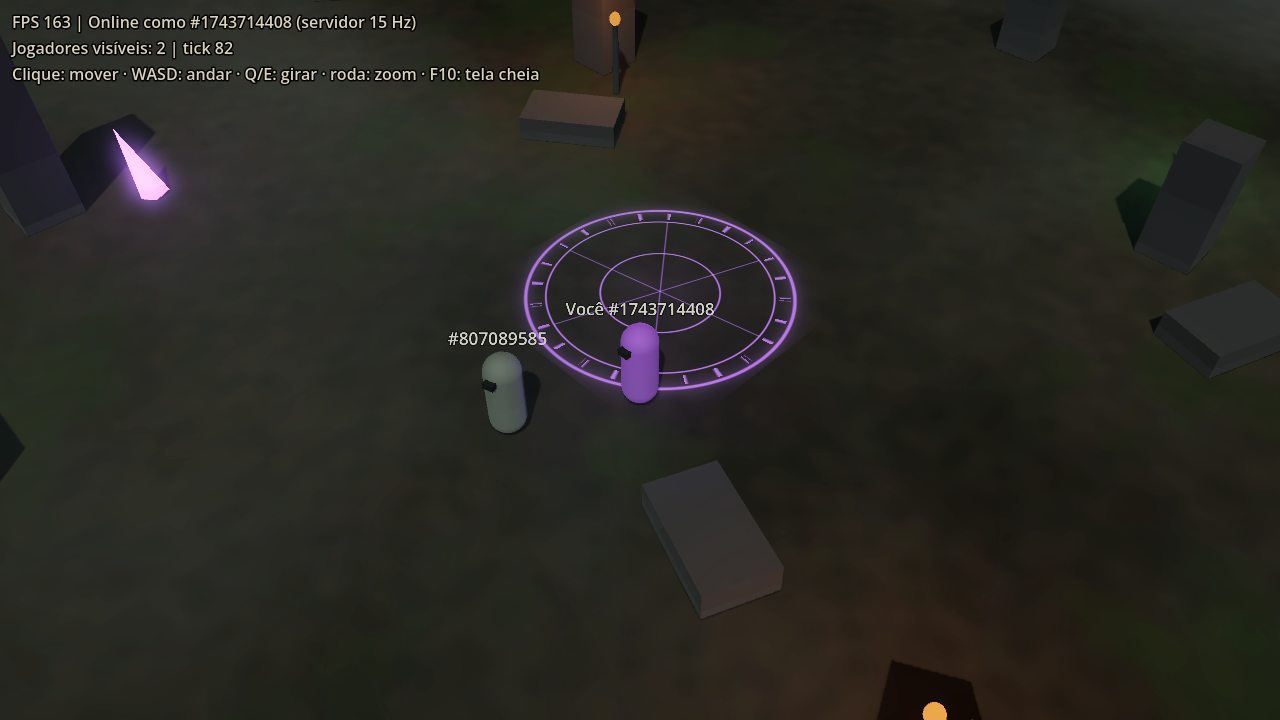 FPS 163 | Online como #1743714408 (servidor 15 Hz)
Jogadores visíveis: 2 | tick 82
Clique: mover · WASD: andar · Q/E: girar · roda: zoom · F10: tela cheia
Você #1743714408
#807089585